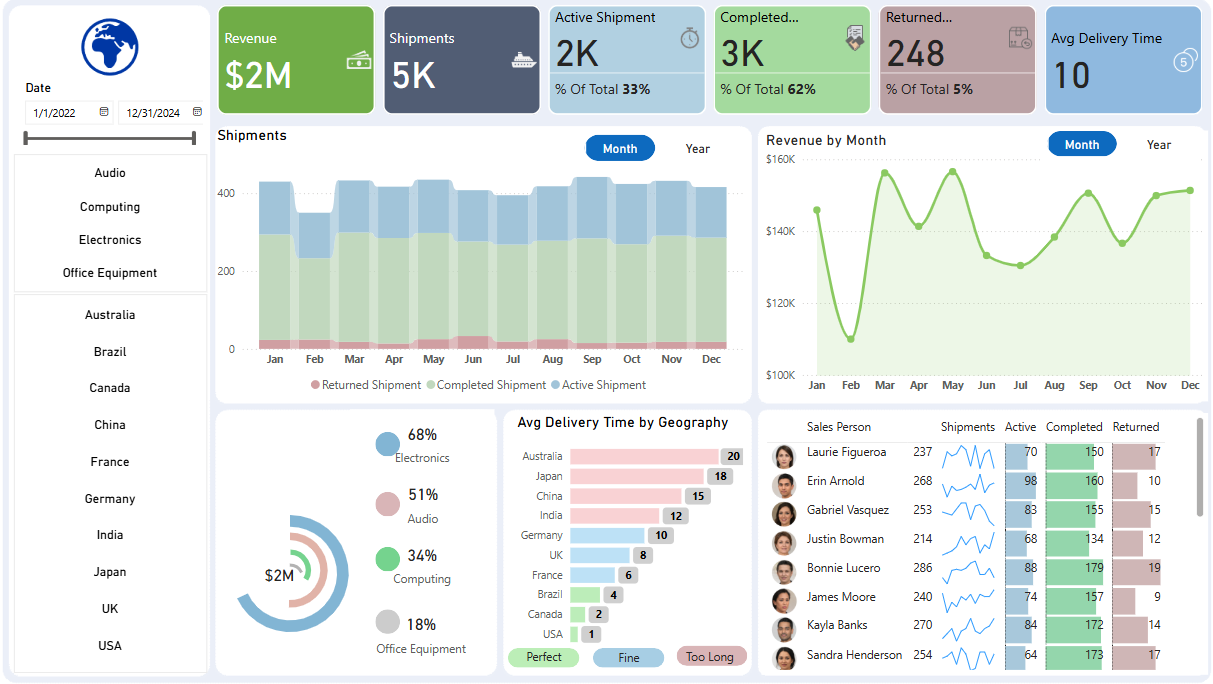 Date
1/1/2022
12/31/2024
Audio
Computing
Electronics
Office Equipment
Australia
Brazil
Canada
China
France
Germany
India
Japan
UK
USA
Revenue
$2M
Shipments
5K
Active Shipment
2K
% Of Total 33%
Completed...
3K
% Of Total 62%
Returned...
248
% Of Total 5%
Avg Delivery Time
10
5
Shipments
Month
Year
400
200
0
Jan Feb Mar Apr May Jun Jul Aug Sep Oct Nov Dec
Returned Shipment Completed Shipment Active Shipment
Revenue by Month
Month
Year
$160K
$140K
$120K
$100K
Jan Feb Mar Apr May Jun Jul Aug Sep Oct Nov Dec
$2M
68%
Electronics
51%
Audio
34%
Computing
18%
Office Equipment
Avg Delivery Time by Geography
Australia 20
Japan 18
China 15
India 12
Germany 10
UK 8
France 6
Brazil 4
Canada 2
USA 1
Perfect Fine Too Long
Sales Person Shipments Active Completed Returned
Laurie Figueroa 237 70 150 17
Erin Arnold 268 98 160 10
Gabriel Vasquez 253 83 155 15
Justin Bowman 214 68 134 12
Bonnie Lucero 286 88 179 19
James Moore 240 74 157 9
Kayla Banks 270 84 172 14
Sandra Henderson 254 64 173 17